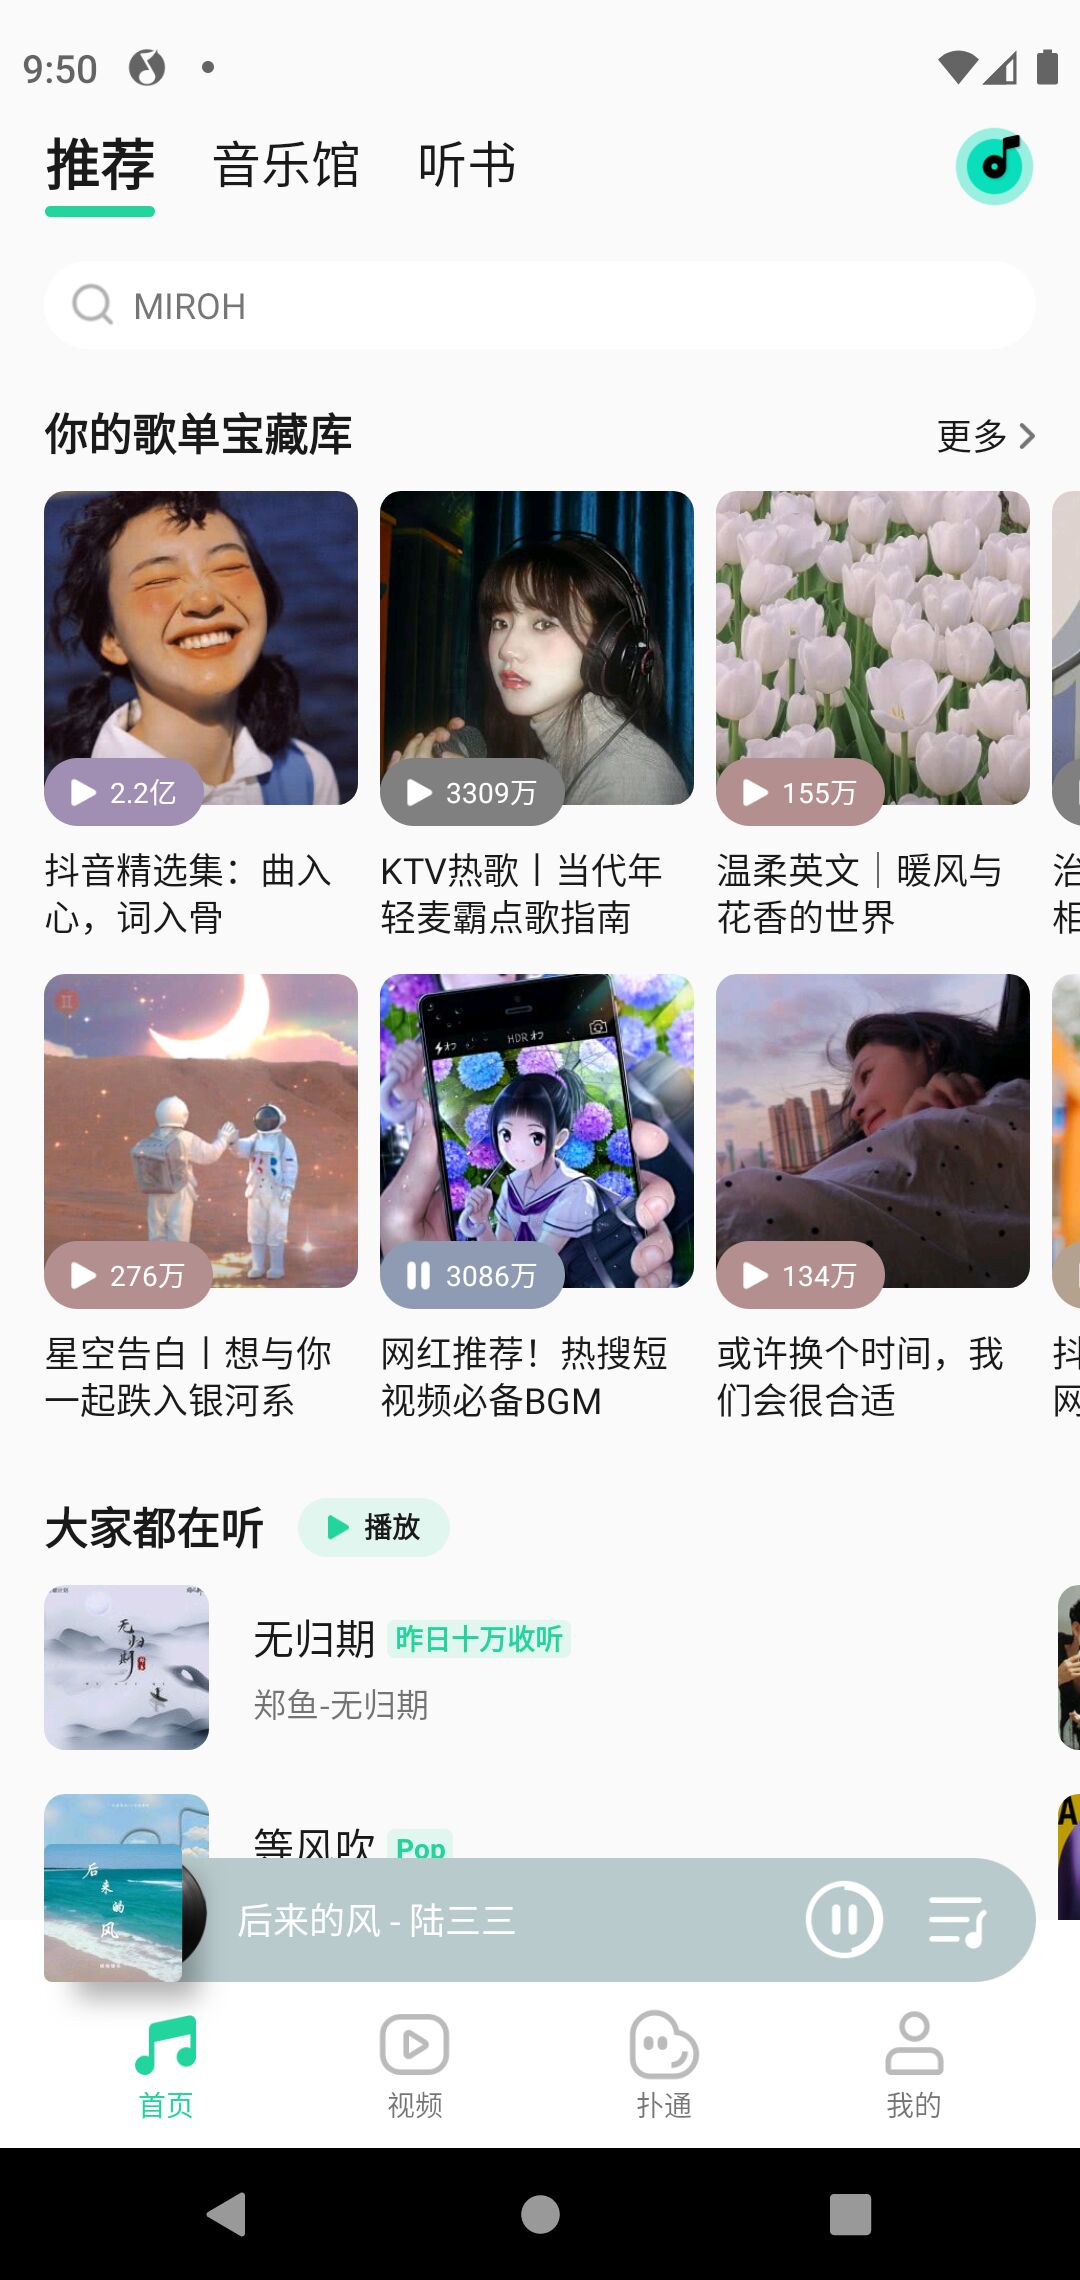 9:50
推荐 音乐馆 听书
MIROH
你的歌单宝藏库 更多
2.2亿 3309万 155万
抖音精选集：曲入 KTV热歌丨当代年 温柔英文｜暖风与 治
心，词入骨 轻麦霸点歌指南 花香的世界 相
HDR
276万 3086万 134万
星空告白丨想与你 网红推荐！热搜短 或许换个时间，我 抖
一起跌入银河系 视频必备BGM 们会很合适 网
大家都在听 播放
无归期
无归期 昨日十万收听
郑鱼-无归期
等风吹 Pop
后来的风
后来的风 - 陆三三
首页 视频 扑通 我的